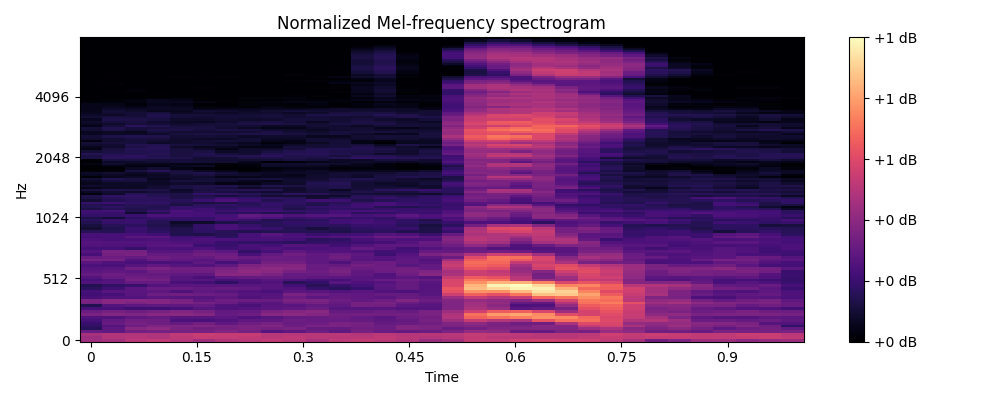 Normalized Mel-frequency spectrogram
Hz
4096
2048
1024
512
0
0 0.15 0.3 0.45 0.6 0.75 0.9
Time
+1 dB
+1 dB
+1 dB
+0 dB
+0 dB
+0 dB